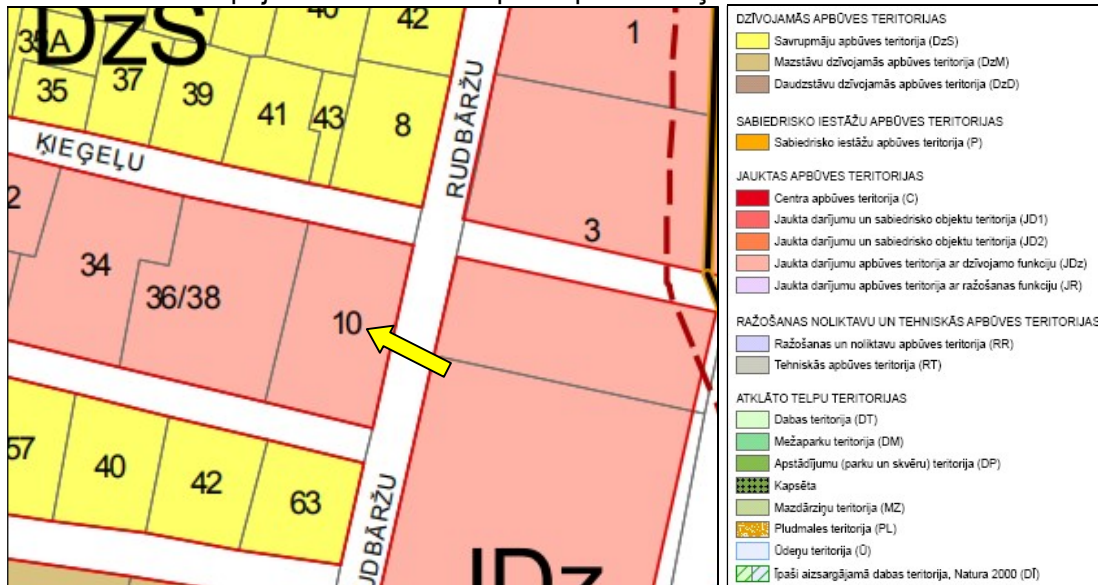 DzS
35A
40
42
1
35
37
39
41
43
8
ĶIEĢEĻU
RUDBĀRŽU
2
34
36/38
10
3
57
40
42
63
UDBĀRŽU
JDz
DZĪVOJAMĀS APBŪVES TERITORIJAS
Savrupmāju apbūves teritorija (DzS)
Mazstāvu dzīvojamās apbūves teritorija (DzM)
Daudzstāvu dzīvojamās apbūves teritorija (DzD)
SABIEDRISKO IESTĀŽU APBŪVES TERITORIJAS
Sabiedrisko iestāžu apbūves teritorija (P)
JAUKTAS APBŪVES TERITORIJAS
Centra apbūves teritorija (C)
Jaukta darījumu un sabiedrisko objektu teritorija (JD1)
Jaukta darījumu un sabiedrisko objektu teritorija (JD2)
Jaukta darījumu apbūves teritorija ar dzīvojamo funkciju (JDz)
Jaukta darījumu apbūves teritorija ar ražošanas funkciju (JR)
RAŽOŠANAS NOLIKTAVU UN TEHNISKĀS APBŪVES TERITORIJAS
Ražošanas un noliktavu apbūves teritorija (RR)
Tehniskās apbūves teritorija (RT)
ATKLĀTO TELPU TERITORIJAS
Dabas teritorija (DT)
Mežaparku teritorija (DM)
Apstādījumu (parku un skvēru) teritorija (DP)
Kapsēta
Mazdārziņu teritorija (MZ)
Pludmales teritorija (PL)
Ūdeņu teritorija (Ū)
Īpaši aizsargājamā dabas teritorija, Natura 2000 (DĪ)